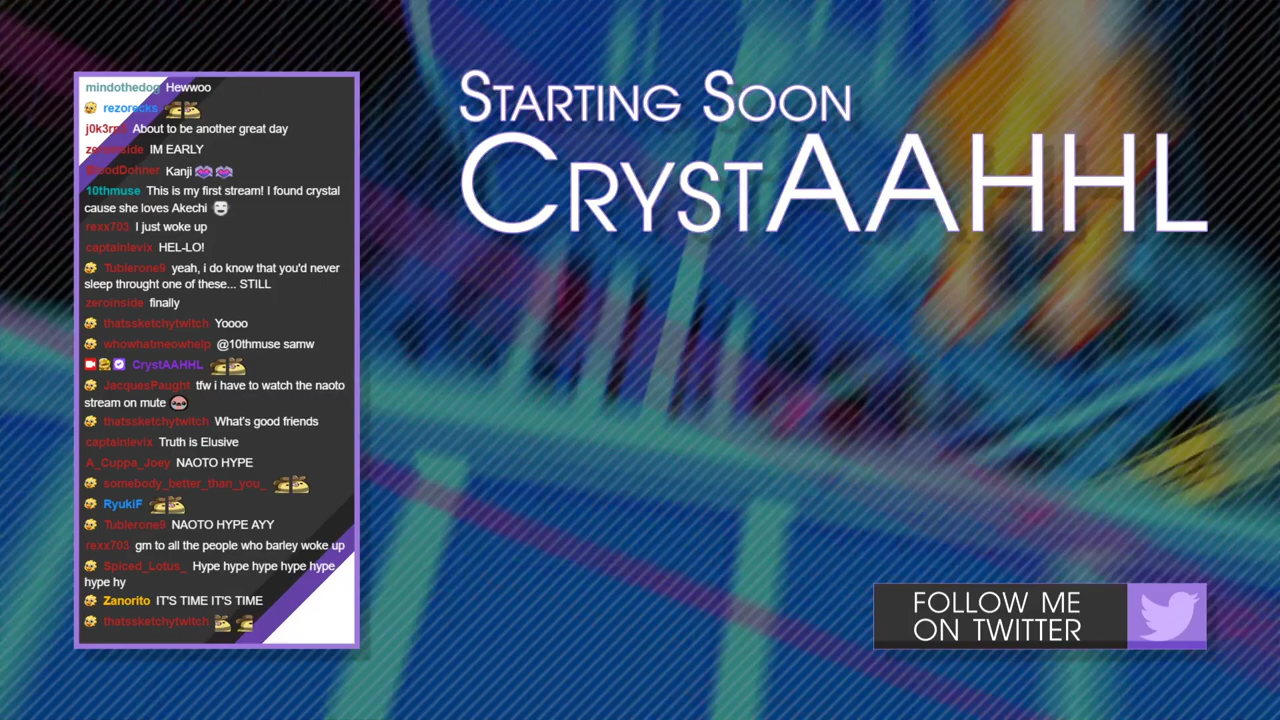 STARTING SOON
CRYSTAAHHL
mindothedog Hewwoo
rezorecks
About to be another great day
zeroinside IM EARLY
Kanji
10thmuse This is my first stream! I found crystal
cause she loves Akechi
rexx703 I just woke up
captainlevix HEL-LO!
Tublerone9 yeah, i do know that you'd never
sleep throught one of these... STILL
zeroinside finally
thatssketchytwitch Yoooo
whowhatmeowhelp @10thmuse samw
CrystAAHHL
JacquesPaught tfw i have to watch the naoto
stream on mute
thatssketchytwitch What's good friends
captainlevix Truth is Elusive
A_Cuppa_Joey NAOTO HYPE
somebody_better_than_you_
RyukiF
Tublerone9 NAOTO HYPE AYY
rexx703 gm to all the people who barley woke up
Spiced_Lotus_ Hype hype hype hype hype
hype hy
Zanorito IT'S TIME IT'S TIME
thatssketchytwitch
FOLLOW ME
ON TWITTER